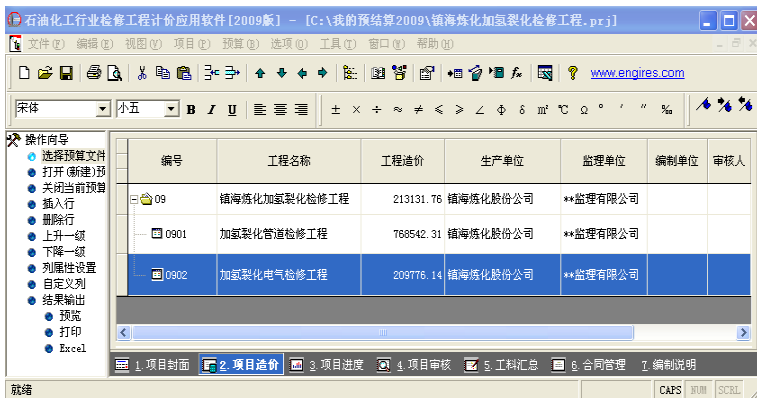 石油化工行业检修工程计价应用软件[2009版] - [C:\我的预结算2009\镇海炼化加氢裂化检修工程.prj]
文件(F) 编辑(E) 视图(V) 项目(P) 预算(B) 选项(O) 工具(T) 窗口(W) 帮助(H)
www.engires.com
宋体 小五 B I U ± × ÷ ≈ ≠ ≤ ≥ ∠ Φ δ ㎡ ℃ Ω ° ′ ″ ‰
操作向导
选择预算文件
打开(新建)预
关闭当前预算
插入行
删除行
上升一级
下降一级
列属性设置
自定义列
结果输出
预览
打印
Excel
编号 工程名称 工程造价 生产单位 监理单位 编制单位 审核人
09 镇海炼化加氢裂化检修工程 213131.76 镇海炼化股份公司 **监理有限公司
0901 加氢裂化管道检修工程 768542.31 镇海炼化股份公司 **监理有限公司
0902 加氢裂化电气检修工程 209776.14 镇海炼化股份公司 **监理有限公司
1.项目封面 2.项目造价 3.项目进度 4.项目审核 5.工料汇总 6.合同管理 7.编制说明
就绪 CAPS NUM SCRL